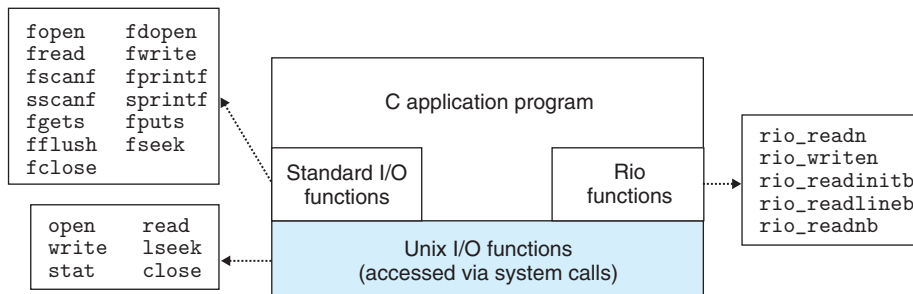 fopen fdopen
fread fwrite
fscanf fprintf
sscanf sprintf
fgets fputs
fflush fseek
fclose
C application program
Standard I/O
functions
Rio
functions
rio_readn
rio_writen
rio_readinitb
rio_readlineb
rio_readnb
open read
write lseek
stat close
Unix I/O functions
(accessed via system calls)